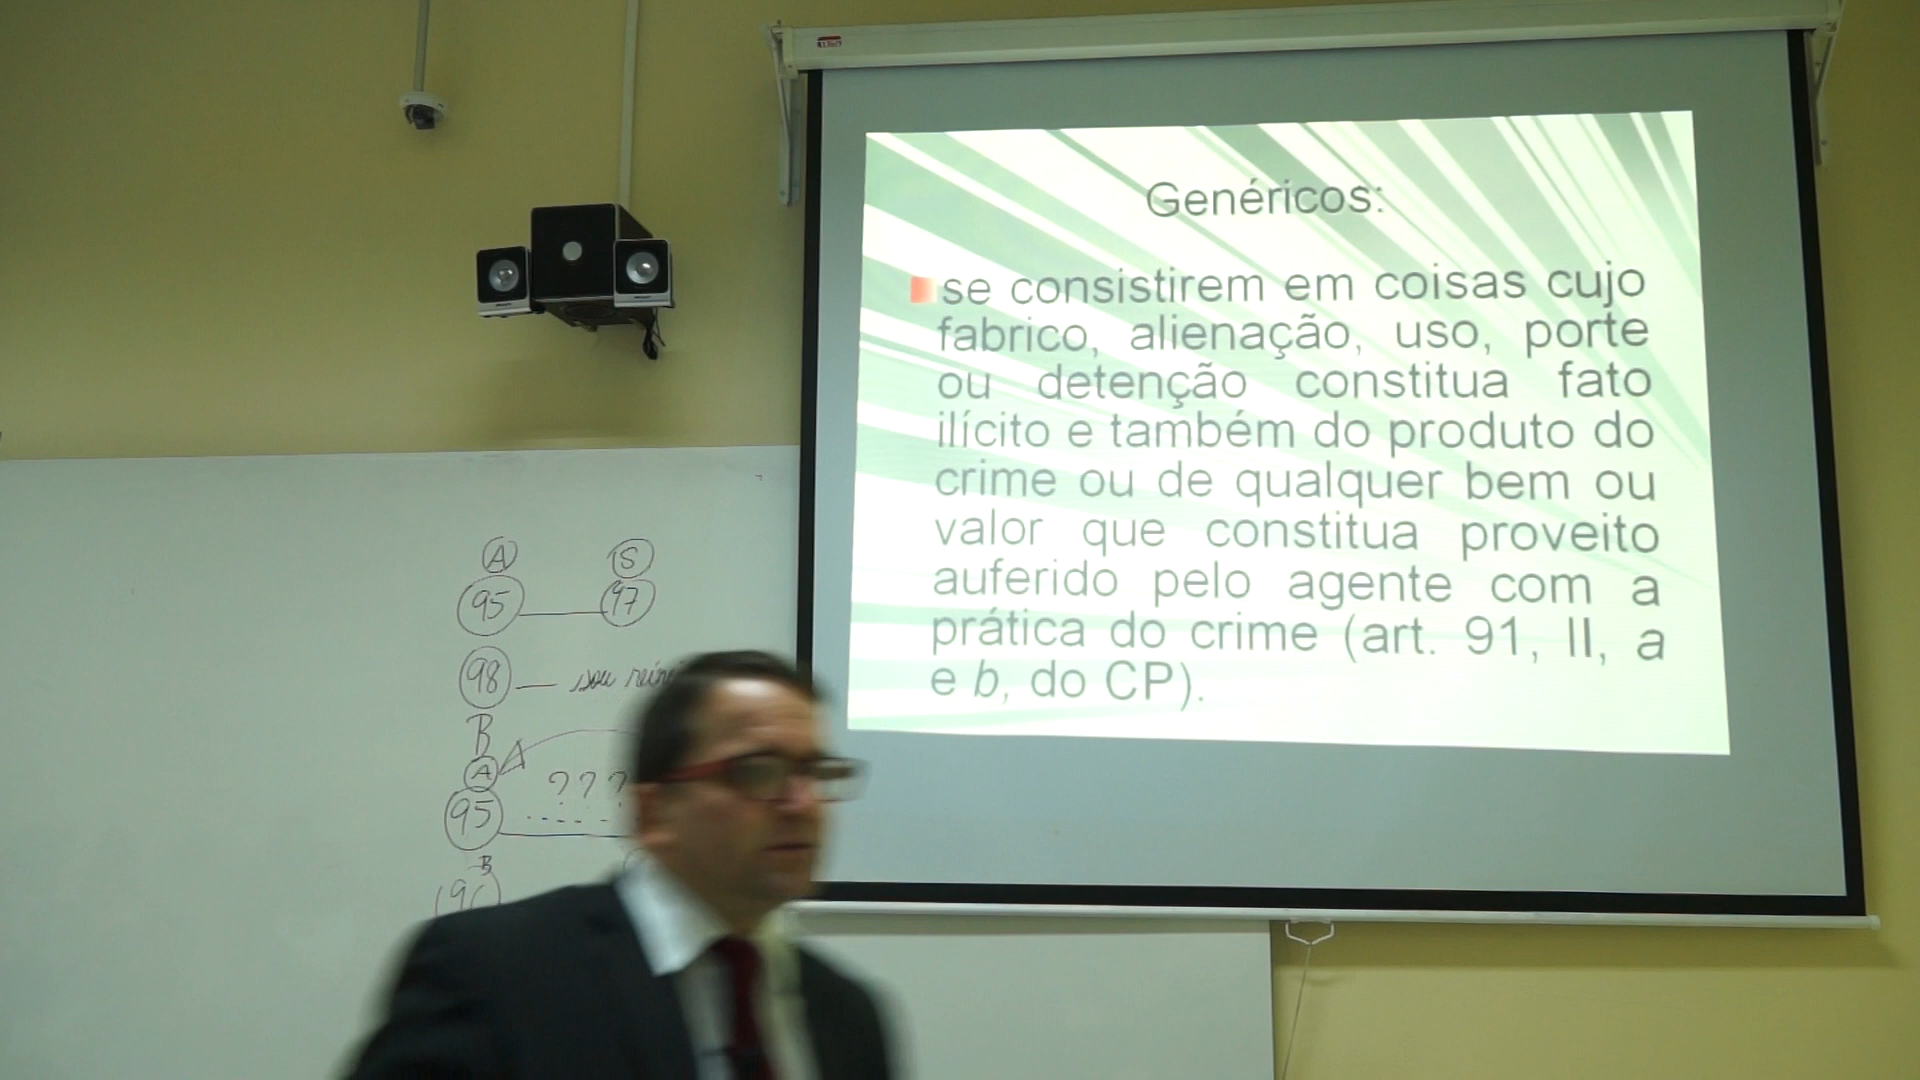 Genéricos:
se consistirem em coisas cujo
fabrico, alienação, uso, porte
ou detenção constitua fato
ilícito e também do produto do
crime ou de qualquer bem ou
valor que constitua proveito
auferido pelo agente com a
prática do crime (art. 91, II, a
e b, do CP).
A S
95 97
98 —
B
A
95 ???
B